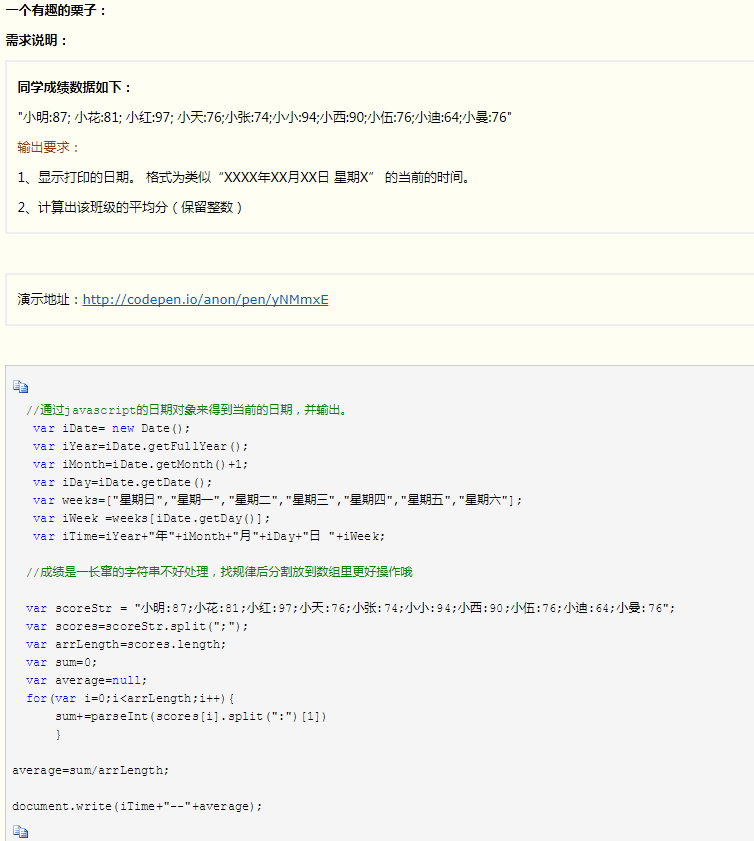 一个有趣的栗子：
需求说明：
同学成绩数据如下：
"小明:87; 小花:81; 小红:97; 小天:76;小张:74;小小:94;小西:90;小伍:76;小迪:64;小曼:76"
输出要求：
1、显示打印的日期。 格式为类似“XXXX年XX月XX日 星期X” 的当前的时间。
2、计算出该班级的平均分（保留整数）
演示地址：http://codepen.io/anon/pen/yNMmxE
//通过javascript的日期对象来得到当前的日期，并输出。
var iDate= new Date();
var iYear=iDate.getFullYear();
var iMonth=iDate.getMonth()+1;
var iDay=iDate.getDate();
var weeks=["星期日","星期一","星期二","星期三","星期四","星期五","星期六"];
var iWeek =weeks[iDate.getDay()];
var iTime=iYear+"年"+iMonth+"月"+iDay+"日 "+iWeek;
//成绩是一长窜的字符串不好处理，找规律后分割放到数组里更好操作哦
var scoreStr = "小明:87;小花:81;小红:97;小天:76;小张:74;小小:94;小西:90;小伍:76;小迪:64;小曼:76";
var scores=scoreStr.split(";");
var arrLength=scores.length;
var sum=0;
var average=null;
for(var i=0;i<arrLength;i++){
sum+=parseInt(scores[i].split(":")[1])
}
average=sum/arrLength;
document.write(iTime+"--"+average);